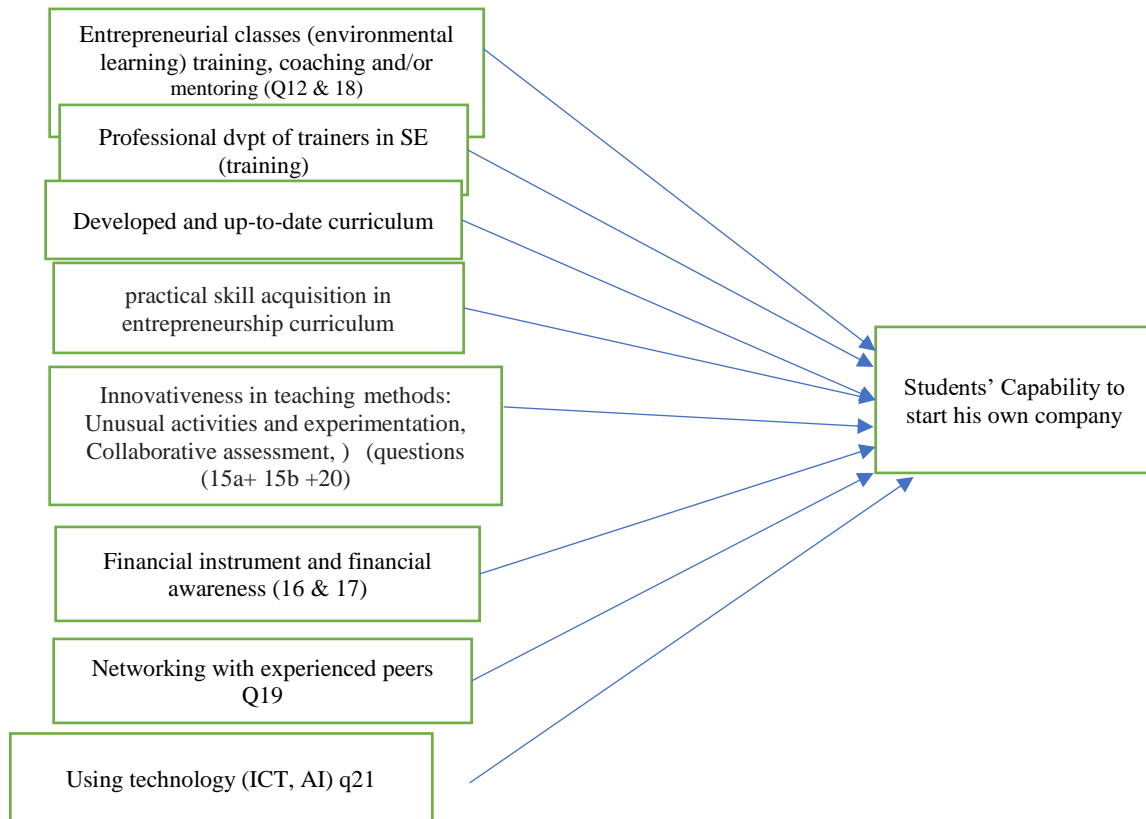 Entrepreneurial classes (environmental
learning) training, coaching and/or
mentoring (Q12 & 18)
Professional dvpt of trainers in SE
(training)
Developed and up-to-date curriculum
practical skill acquisition in
entrepreneurship curriculum
Innovativeness in teaching methods:
Unusual activities and experimentation,
Collaborative assessment, ) (questions
(15a+ 15b +20)
Financial instrument and financial
awareness (16 & 17)
Networking with experienced peers
Q19
Using technology (ICT, AI) q21
Students’ Capability to
start his own company